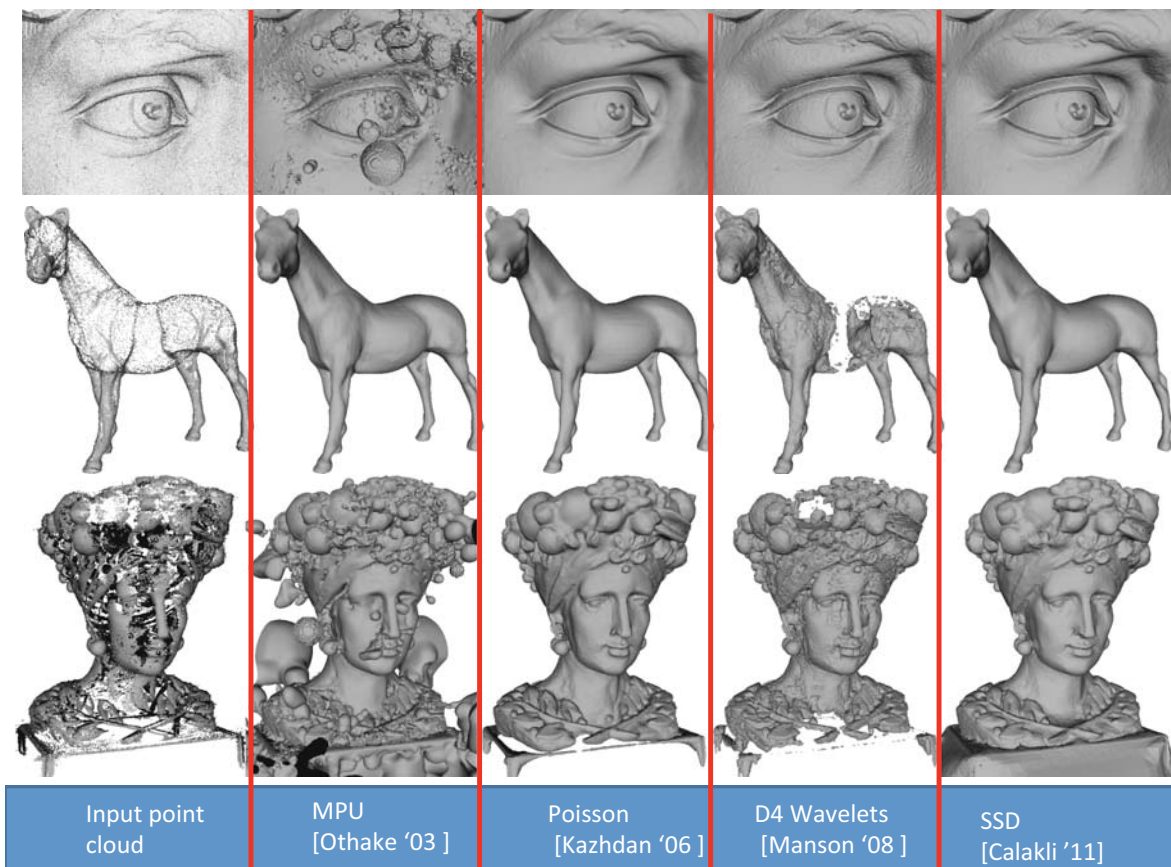 Input point
cloud
MPU
[Othake ‘03 ]
Poisson
[Kazhdan ‘06 ]
D4 Wavelets
[Manson ‘08 ]
SSD
[Calakli ’11]